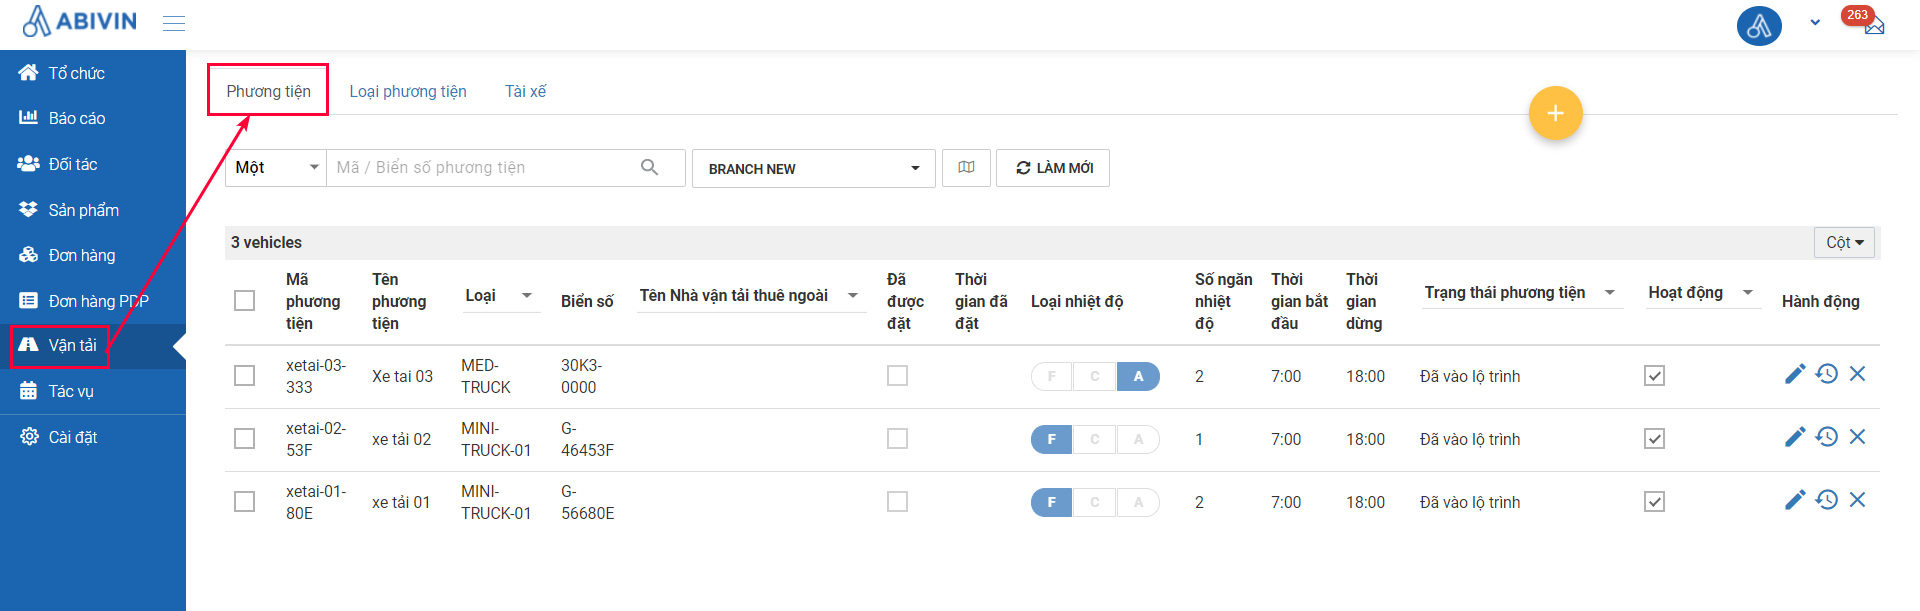 ABIVIN
263
Tổ chức
Báo cáo
Đối tác
Sản phẩm
Đơn hàng
Đơn hàng PDP
Vận tải
Tác vụ
Cài đặt
Phương tiện Loại phương tiện Tài xế
+
Một Mã / Biển số phương tiện BRANCH NEW LÀM MỚI
3 vehicles Cột
Mã phương tiện Tên phương tiện Loại Biển số Tên Nhà vận tải thuê ngoài Đã được đặt Thời gian đã đặt Loại nhiệt độ Số ngăn nhiệt độ Thời gian bắt đầu Thời gian dừng Trạng thái phương tiện Hoạt động Hành động
xetai-03-333 Xe tai 03 MED-TRUCK 30K3-0000 F C A 2 7:00 18:00 Đã vào lộ trình
xetai-02-53F xe tải 02 MINI-TRUCK-01 G-46453F F C A 1 7:00 18:00 Đã vào lộ trình
xetai-01-80E xe tải 01 MINI-TRUCK-01 G-56680E F C A 2 7:00 18:00 Đã vào lộ trình